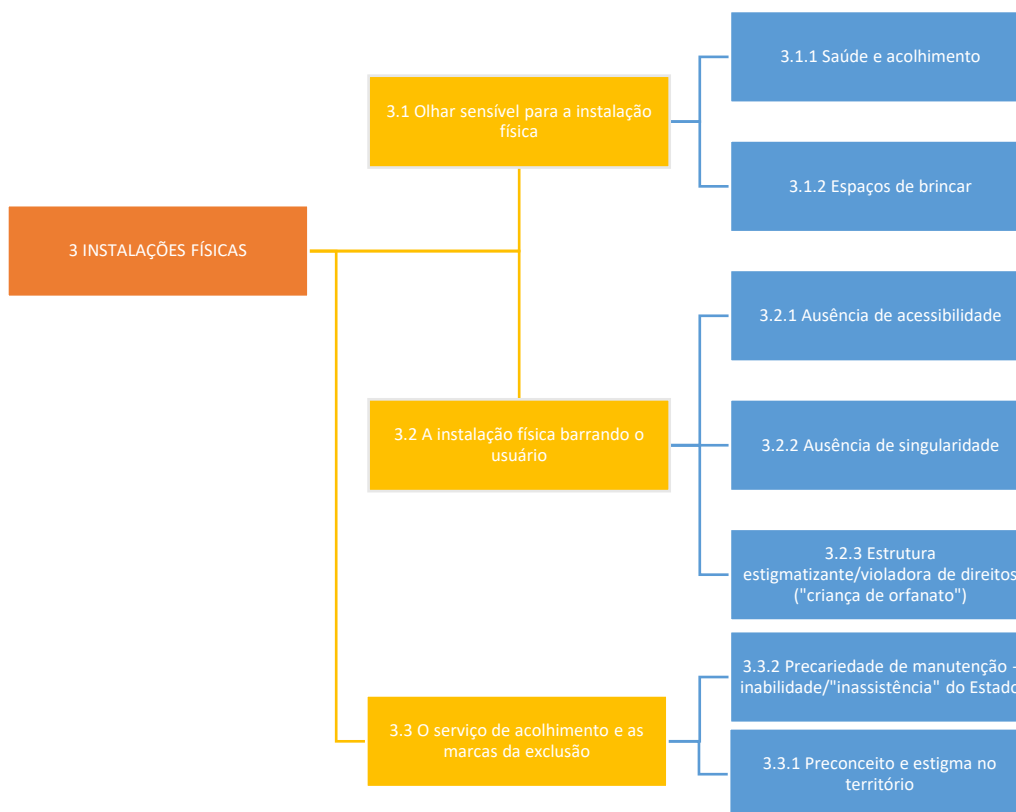 3 INSTALAÇÕES FÍSICAS
3.1 Olhar sensível para a instalação
física
3.1.1 Saúde e acolhimento
3.1.2 Espaços de brincar
3.2 A instalação física barrando o
usuário
3.2.1 Ausência de acessibilidade
3.2.2 Ausência de singularidade
3.2.3 Estrutura
estigmatizante/violadora de direitos
("criança de orfanato")
3.3 O serviço de acolhimento e as
marcas da exclusão
3.3.2 Precariedade de manutenção -
inabilidade/"inassistência" do Estado
3.3.1 Preconceito e estigma no
território